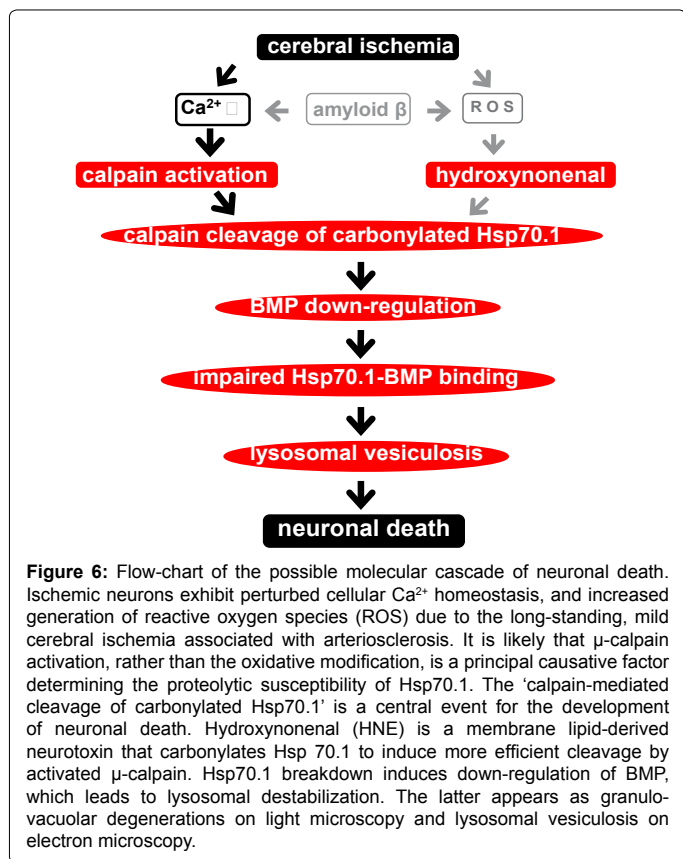 cerebral ischemia
Ca²⁺ □
amyloid β
R O S
calpain activation
hydroxynonenal
calpain cleavage of carbonylated Hsp70.1
BMP down-regulation
impaired Hsp70.1-BMP binding
lysosomal vesiculosis
neuronal death
Figure 6: Flow-chart of the possible molecular cascade of neuronal death.
Ischemic neurons exhibit perturbed cellular Ca²⁺ homeostasis, and increased
generation of reactive oxygen species (ROS) due to the long-standing, mild
cerebral ischemia associated with arteriosclerosis. It is likely that μ-calpain
activation, rather than the oxidative modification, is a principal causative factor
determining the proteolytic susceptibility of Hsp70.1. The ‘calpain-mediated
cleavage of carbonylated Hsp70.1’ is a central event for the development
of neuronal death. Hydroxynonenal (HNE) is a membrane lipid-derived
neurotoxin that carbonylates Hsp 70.1 to induce more efficient cleavage by
activated μ-calpain. Hsp70.1 breakdown induces down-regulation of BMP,
which leads to lysosomal destabilization. The latter appears as granulo-
vacuolar degenerations on light microscopy and lysosomal vesiculosis on
electron microscopy.